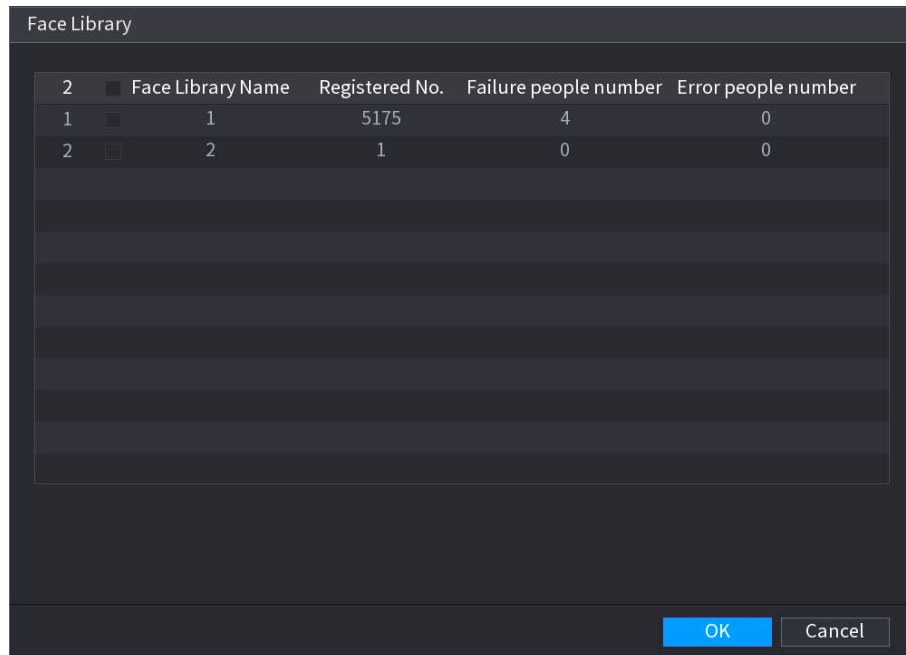 Face Library
2 Face Library Name Registered No. Failure people number Error people number
1 1 5175 4 0
2 2 1 0 0
OK Cancel